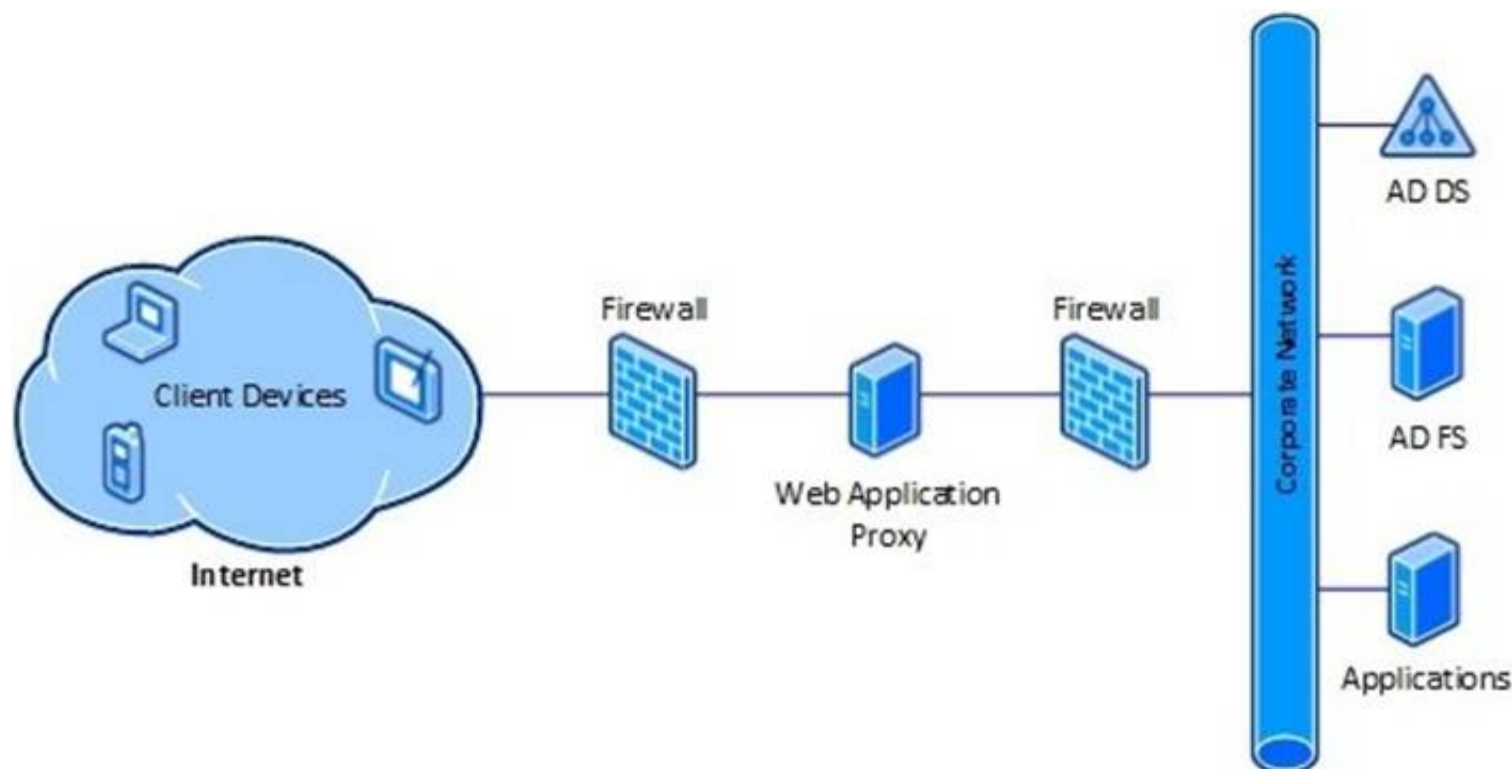 Client Devices
Internet
Firewall
Web Application
Proxy
Firewall
Corporate Network
AD DS
AD FS
Applications